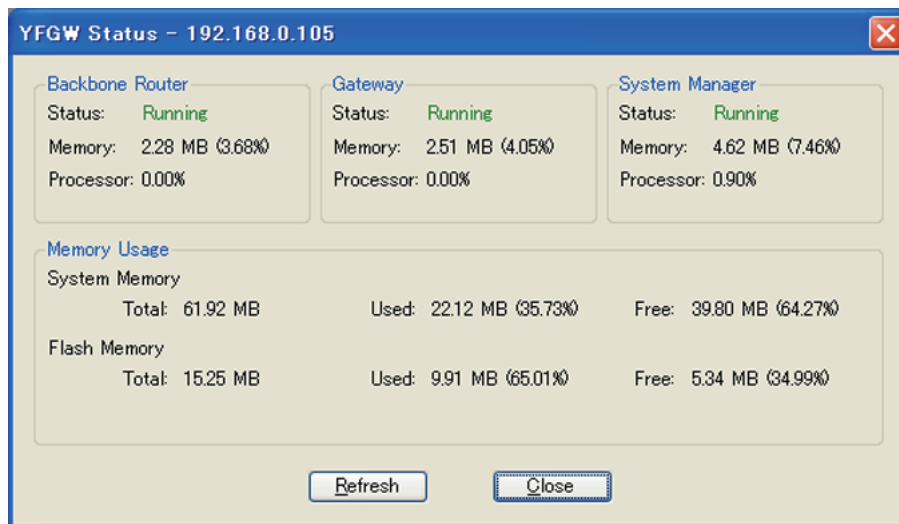 YFGW Status - 192.168.0.105
Backbone Router
Status: Running
Memory: 2.28 MB (3.68%)
Processor: 0.00%
Gateway
Status: Running
Memory: 2.51 MB (4.05%)
Processor: 0.00%
System Manager
Status: Running
Memory: 4.62 MB (7.46%)
Processor: 0.90%
Memory Usage
System Memory
Total: 61.92 MB Used: 22.12 MB (35.73%) Free: 39.80 MB (64.27%)
Flash Memory
Total: 15.25 MB Used: 9.91 MB (65.01%) Free: 5.34 MB (34.99%)
Refresh Close